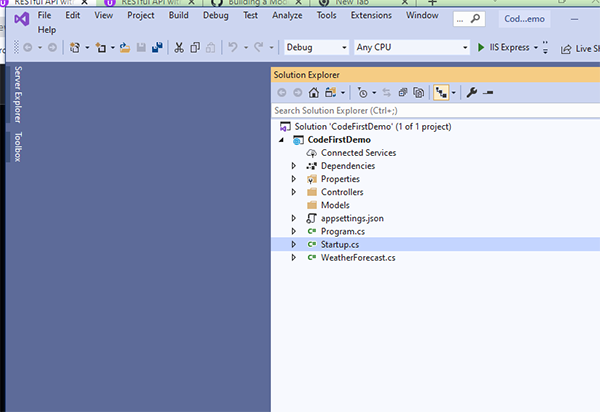 RESTful API with
RESTful API with
Building a Mod
New Tab
File Edit View Git Project Build Debug Test Analyze Tools Extensions Window
Help
Cod...emo
Debug Any CPU IIS Express Live Sh
Server Explorer
Toolbox
Solution Explorer
Search Solution Explorer (Ctrl+;)
Solution 'CodeFirstDemo' (1 of 1 project)
CodeFirstDemo
Connected Services
Dependencies
Properties
Controllers
Models
appsettings.json
Program.cs
Startup.cs
WeatherForecast.cs